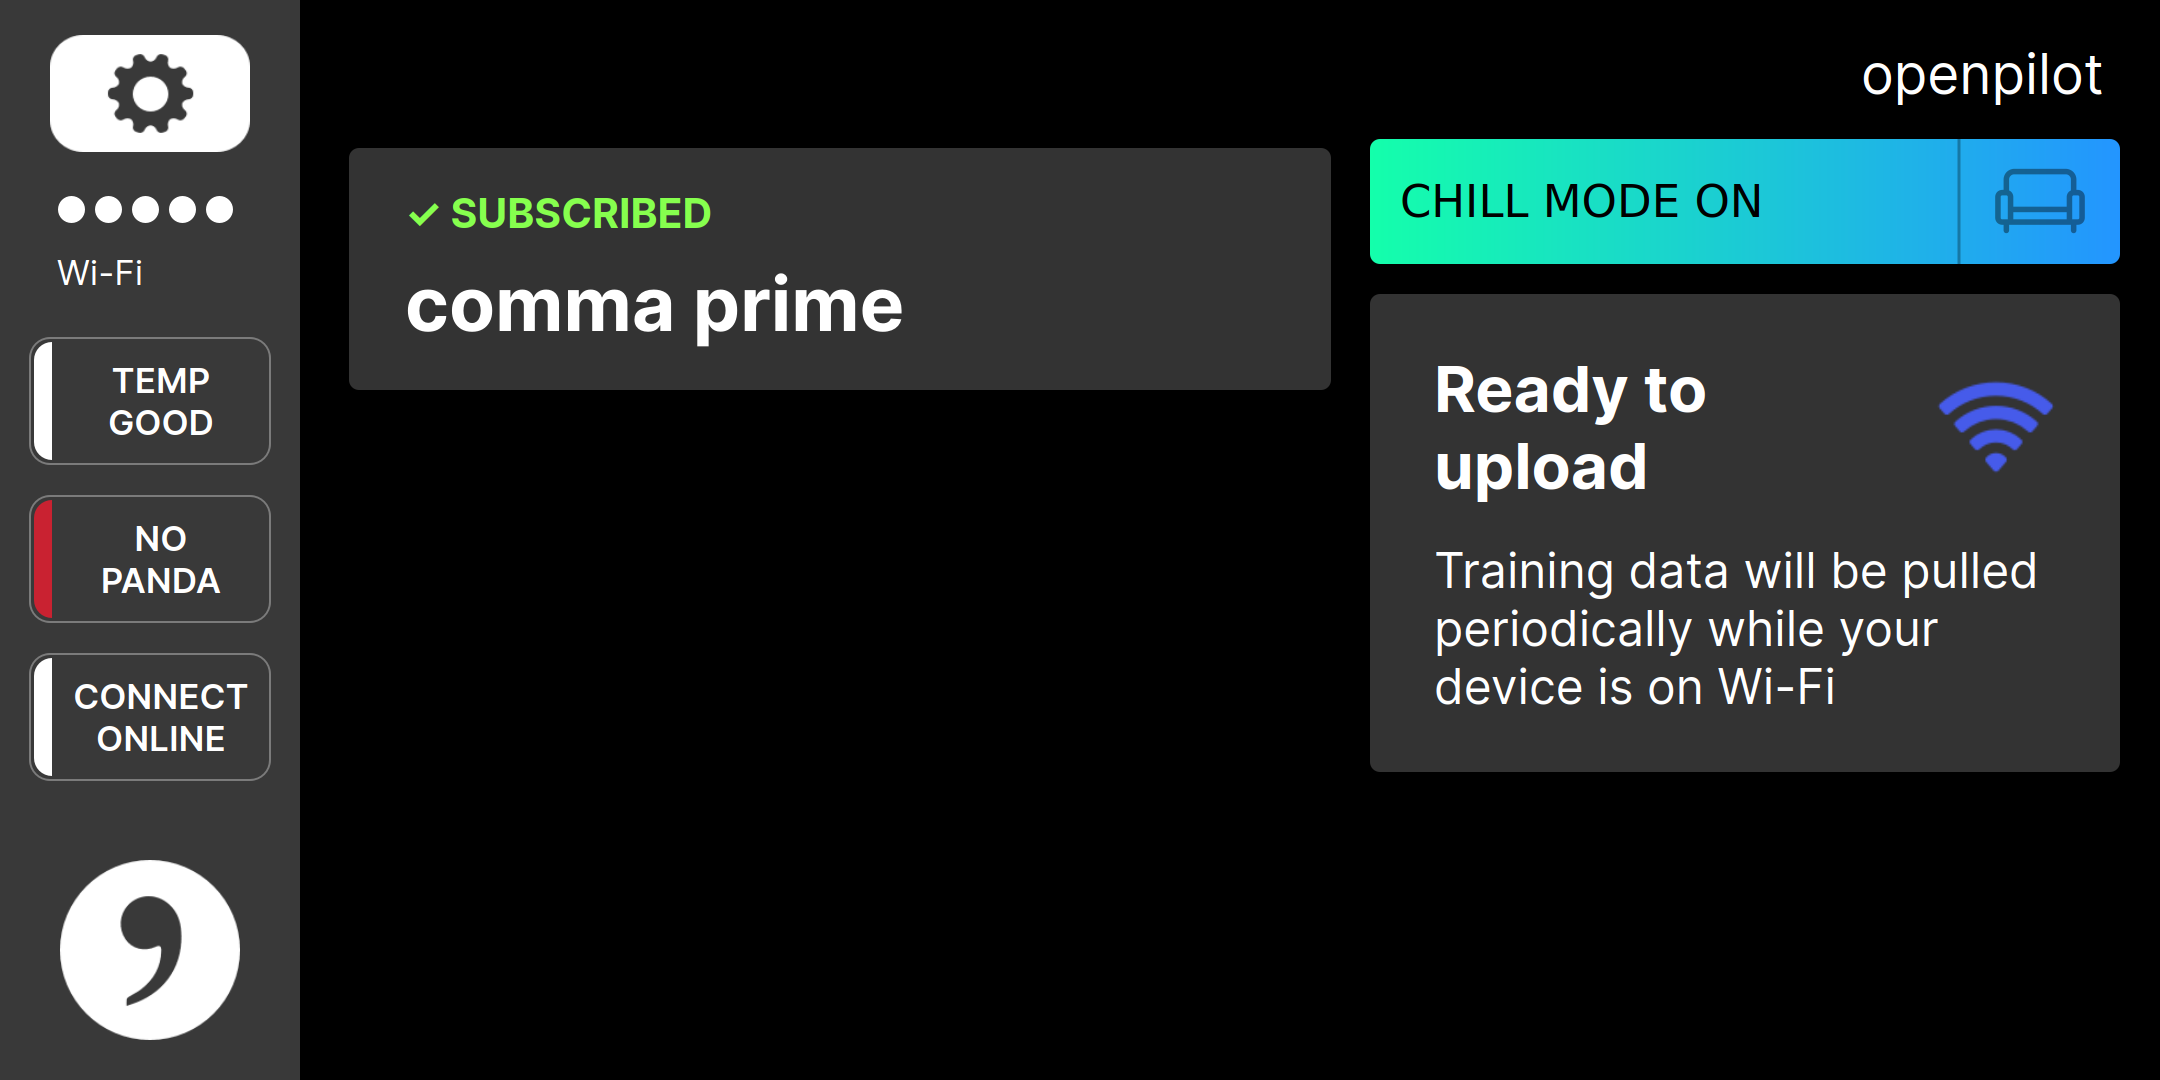 Wi-Fi
TEMP
GOOD
NO
PANDA
CONNECT
ONLINE
SUBSCRIBED
comma prime
openpilot
CHILL MODE ON
Ready to
upload
Training data will be pulled
periodically while your
device is on Wi-Fi